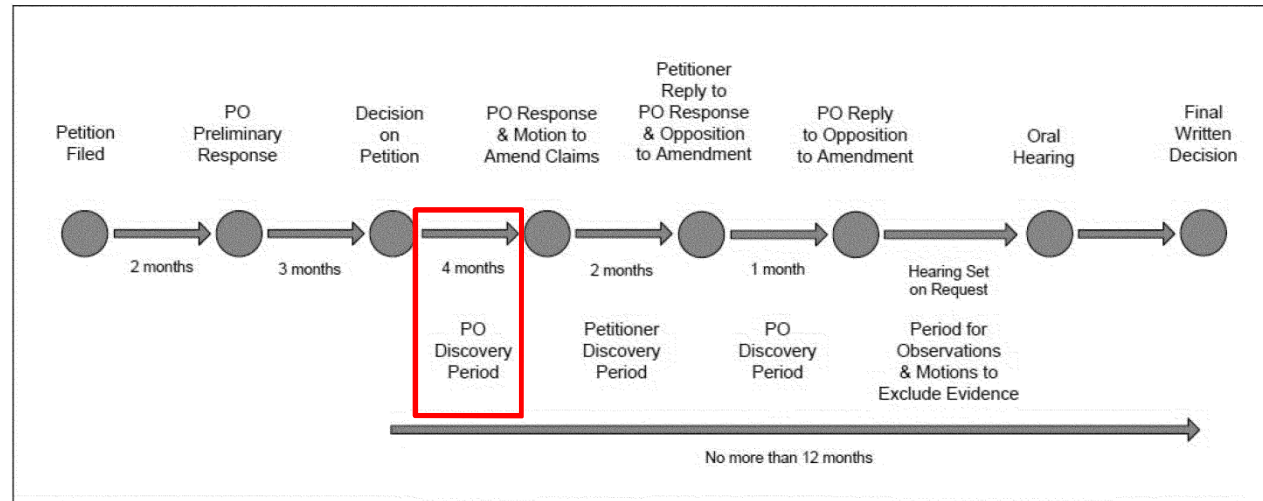 Petition
Filed
PO
Preliminary
Response
Decision
on
Petition
PO Response
& Motion to
Amend Claims
Petitioner
Reply to
PO Response
& Opposition
to Amendment
PO Reply
to Opposition
to Amendment
Oral
Hearing
Final
Written
Decision
2 months
3 months
4 months
2 months
1 month
Hearing Set
on Request
PO
Discovery
Period
Petitioner
Discovery
Period
PO
Discovery
Period
Period for
Observations
& Motions to
Exclude Evidence
No more than 12 months